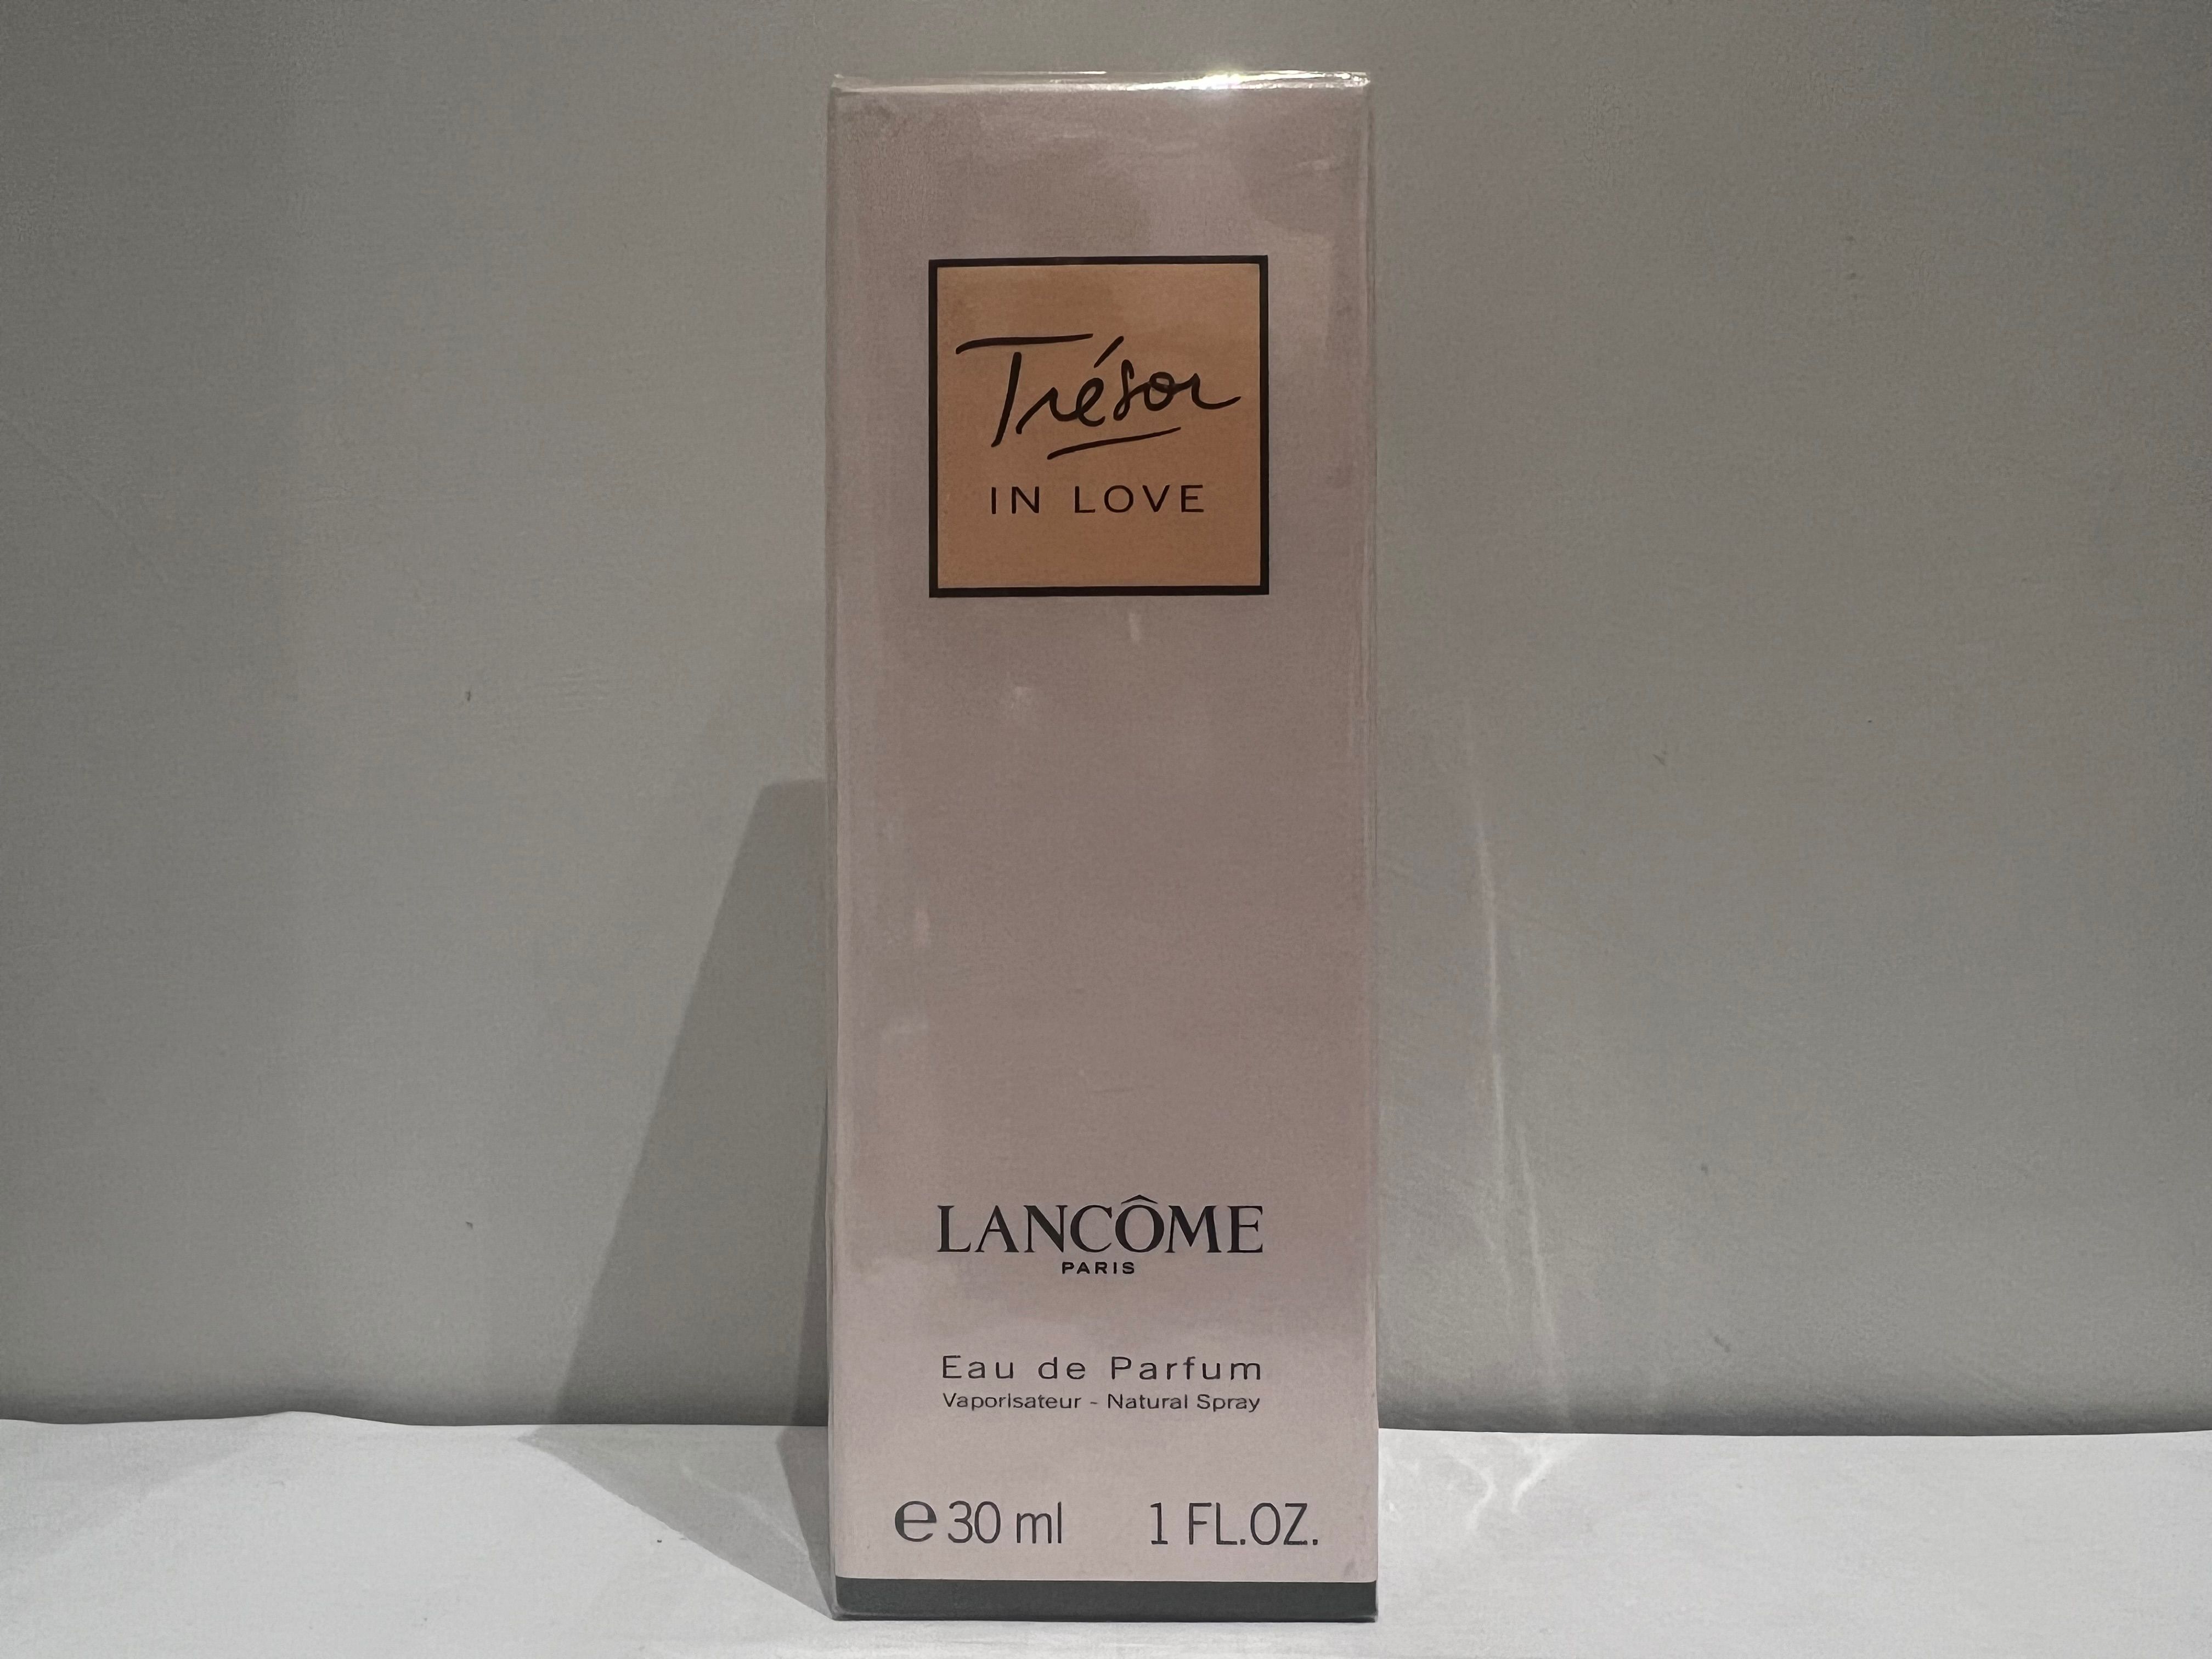 Trésor
IN LOVE
LANCÔME
PARIS
Eau de Parfum
Vaporisateur - Natural Spray
℮ 30 ml 1 FL.OZ.